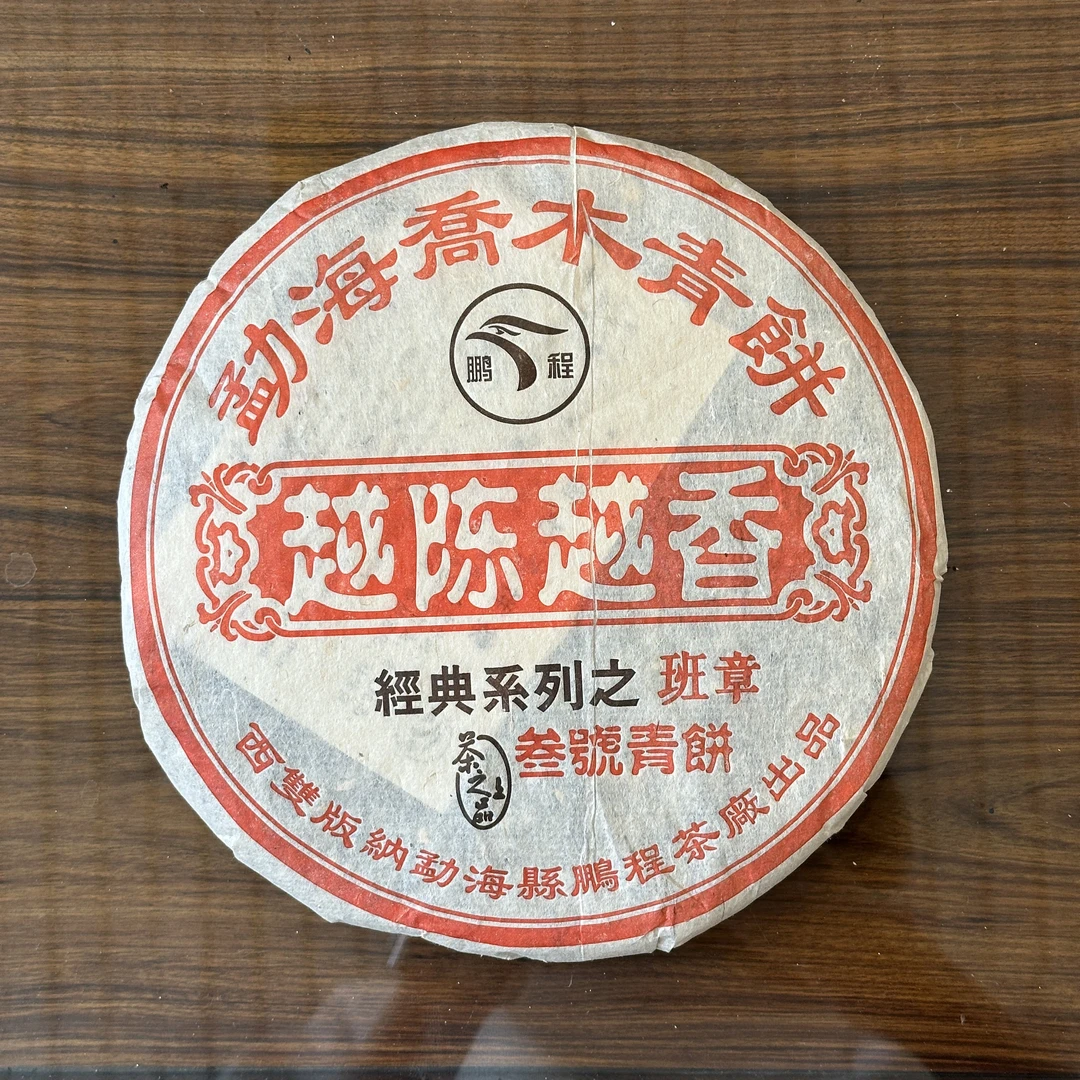 勐海喬木青餅
鹏程
越陈越香
經典系列之班章
叁號青餅
茶之上品
西雙版納勐海縣鵬程茶廠出品